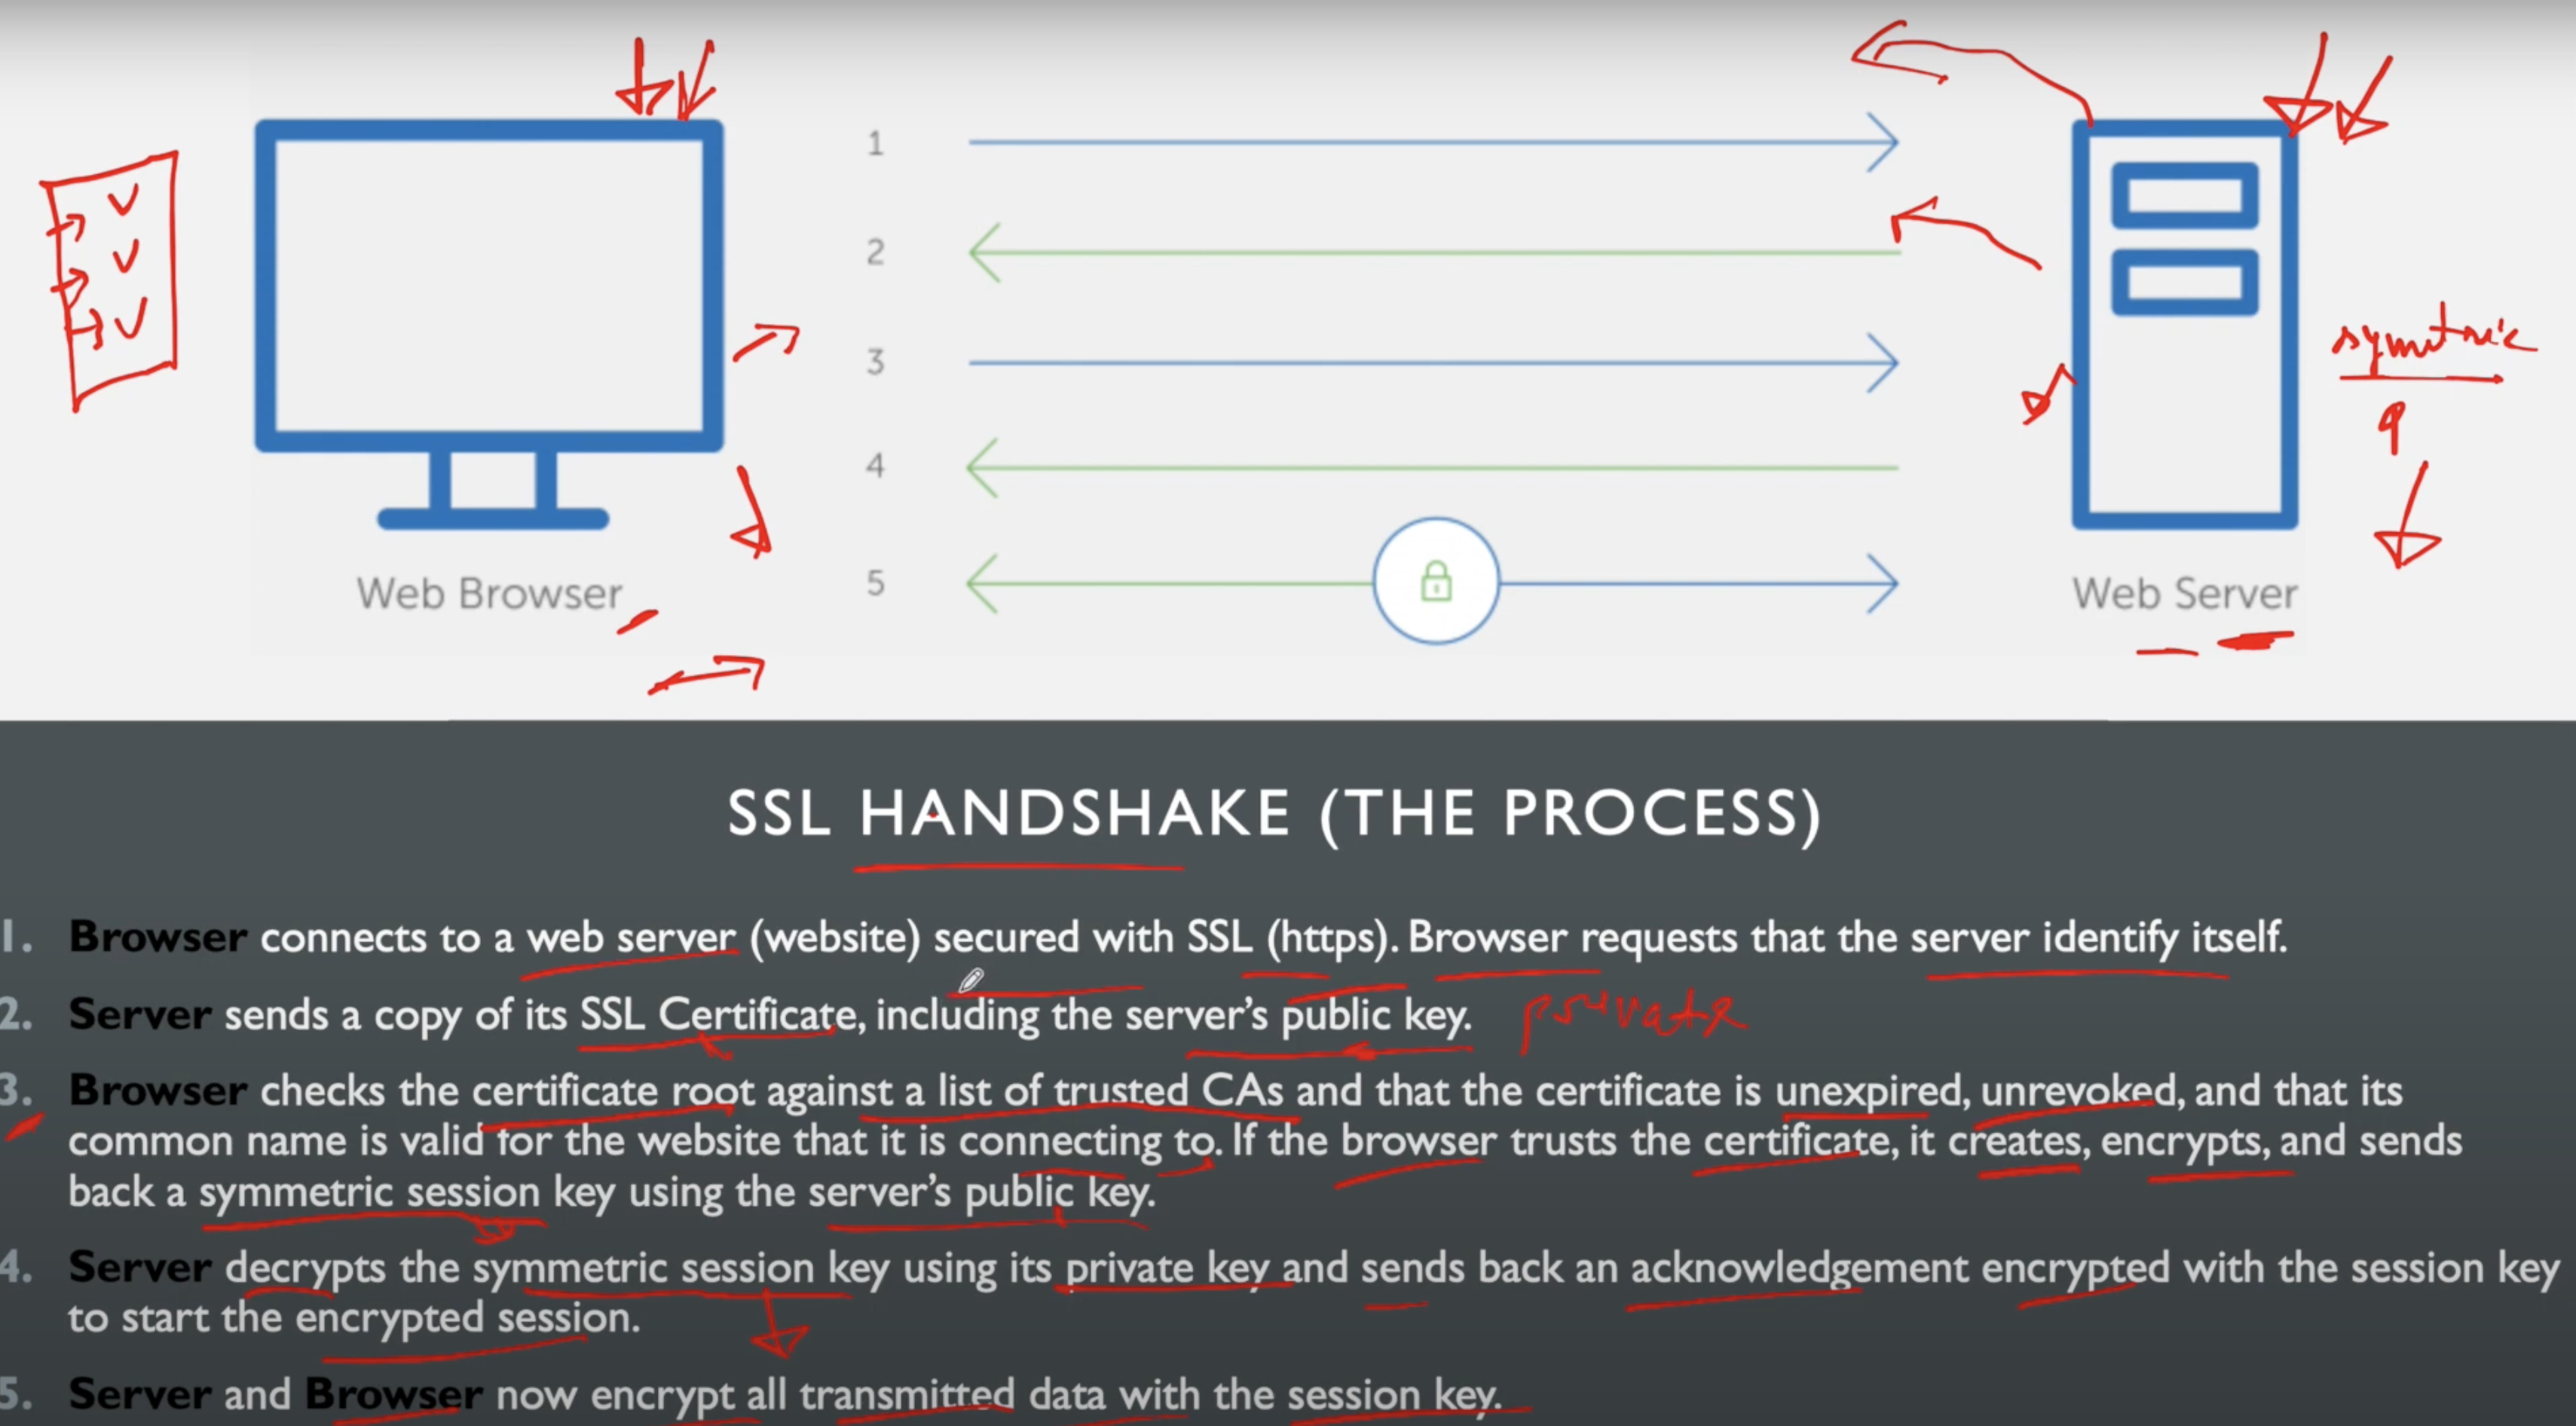 1
2
3
symmetric
4
5
Web Browser
Web Server
SSL HANDSHAKE (THE PROCESS)
1. Browser connects to a web server (website) secured with SSL (https). Browser requests that the server identify itself.
2. Server sends a copy of its SSL Certificate, including the server's public key. private
3. Browser checks the certificate root against a list of trusted CAs and that the certificate is unexpired, unrevoked, and that its
common name is valid for the website that it is connecting to. If the browser trusts the certificate, it creates, encrypts, and sends
back a symmetric session key using the server's public key.
4. Server decrypts the symmetric session key using its private key and sends back an acknowledgement encrypted with the session key
to start the encrypted session.
5. Server and Browser now encrypt all transmitted data with the session key.